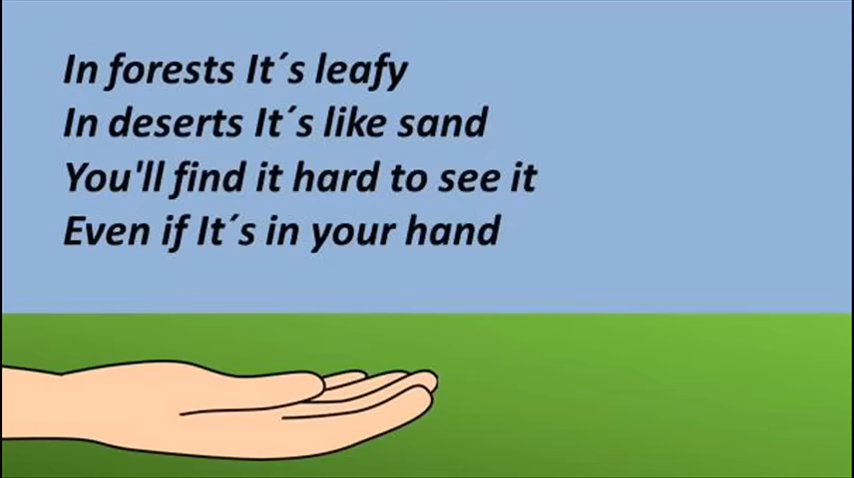 In forests It´s leafy
In deserts It´s like sand
You'll find it hard to see it
Even if It´s in your hand